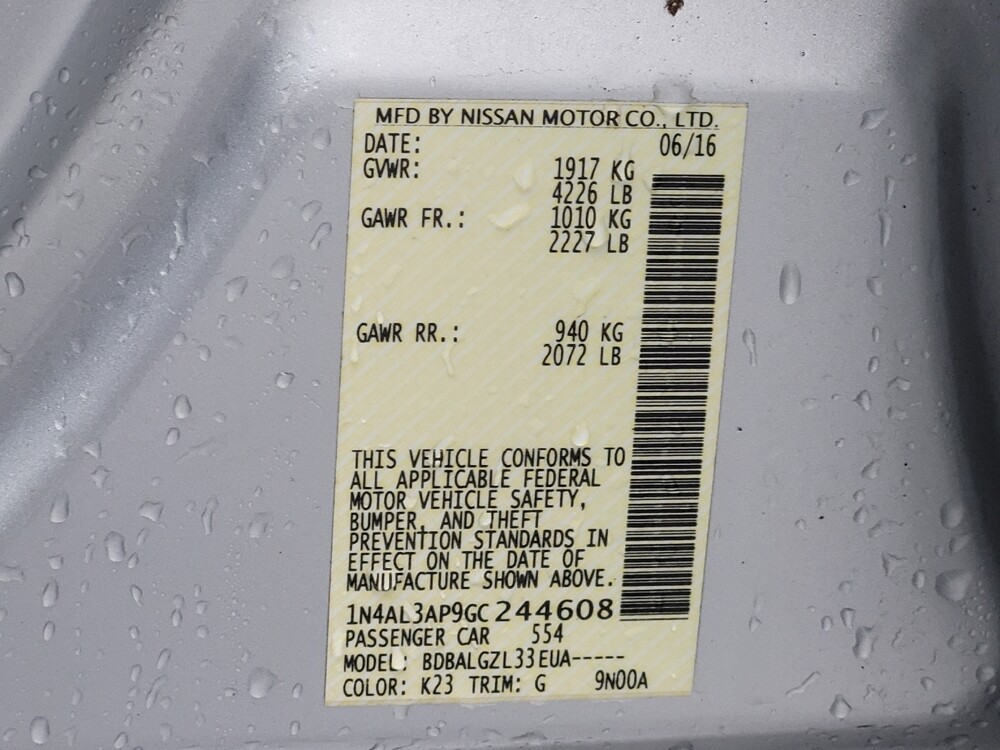 MFD BY NISSAN MOTOR CO., LTD.
DATE: 06/16
GVWR: 1917 KG
4226 LB
GAWR FR.: 1010 KG
2227 LB
GAWR RR.: 940 KG
2072 LB
THIS VEHICLE CONFORMS TO
ALL APPLICABLE FEDERAL
MOTOR VEHICLE SAFETY,
BUMPER, AND THEFT
PREVENTION STANDARDS IN
EFFECT ON THE DATE OF
MANUFACTURE SHOWN ABOVE.
1N4AL3AP9GC244608
PASSENGER CAR 554
MODEL: BDBALGZL33EUA-----
COLOR: K23 TRIM: G 9N00A